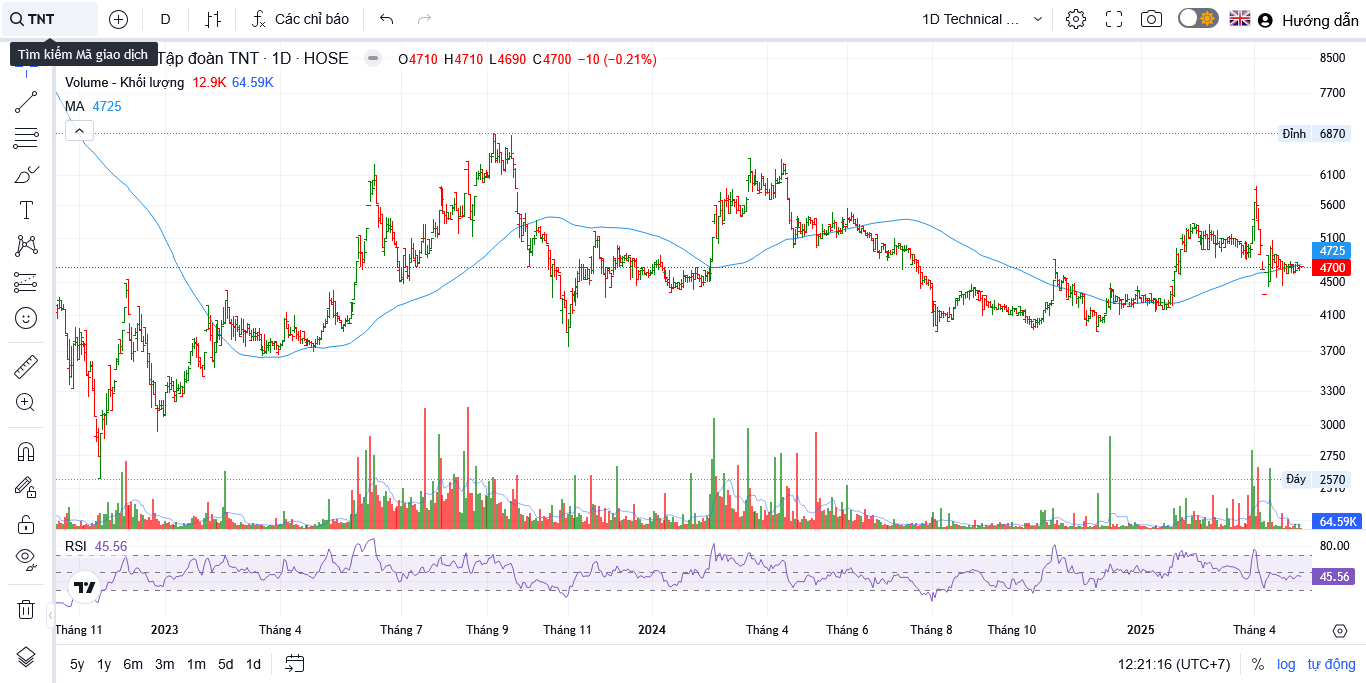 TNT
D
Các chỉ báo
1D Technical ...
Hướng dẫn
Tìm kiếm Mã giao dịch
Tập đoàn TNT · 1D · HOSE
O4710 H4710 L4690 C4700 −10 (−0.21%)
Volume - Khối lượng 12.9K 64.59K
MA 4725
8500
7700
Đỉnh 6870
6100
5600
5100
4725
4700
4500
4100
3700
3300
3000
2750
Đáy 2570
64.59K
RSI 45.56
80.00
45.56
Tháng 11 2023 Tháng 4 Tháng 7 Tháng 9 Tháng 11 2024 Tháng 4 Tháng 6 Tháng 8 Tháng 10 2025 Tháng 4
5y 1y 6m 3m 1m 5d 1d
12:21:16 (UTC+7) % log tự động